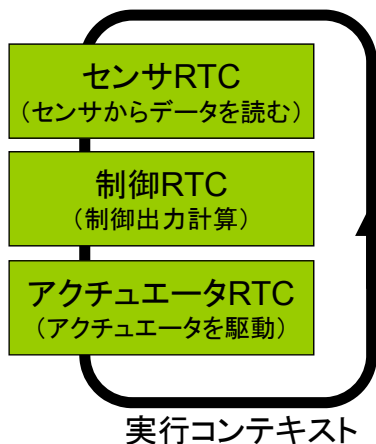 センサRTC
（センサからデータを読む）
制御RTC
（制御出力計算）
アクチュエータRTC
（アクチュエータを駆動）
実行コンテキスト